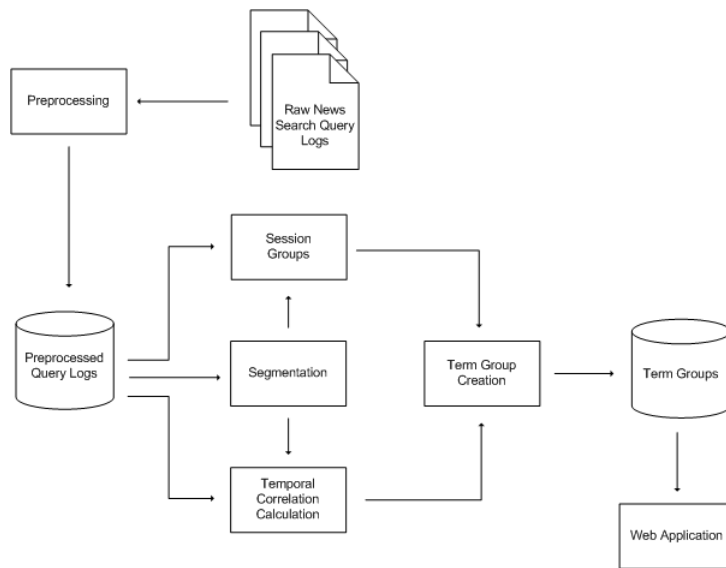 Preprocessing
Raw News
Search Query
Logs
Session
Groups
Preprocessed
Query Logs
Segmentation
Term Group
Creation
Term Groups
Temporal
Correlation
Calculation
Web Application